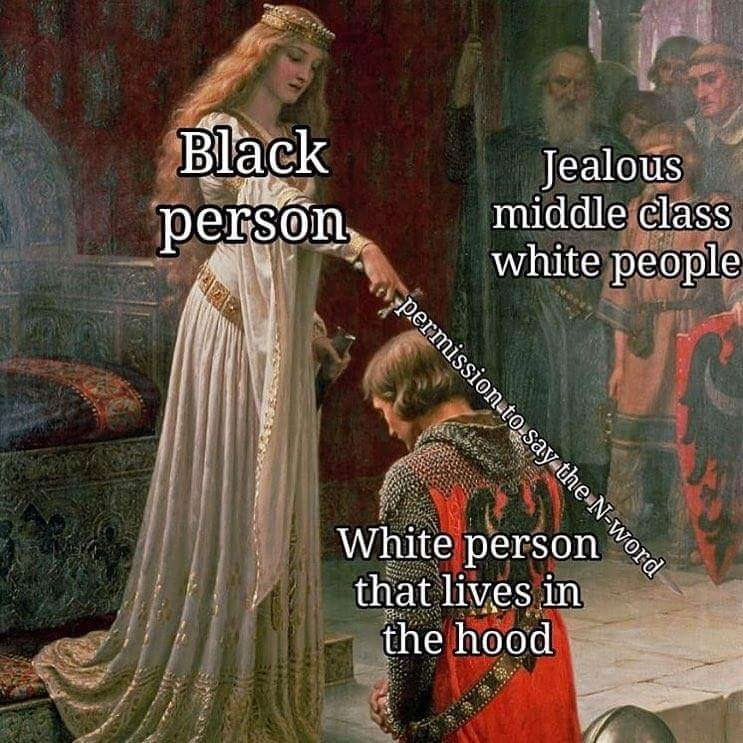 Black
person
Jealous
middle class
white people
permission to say the N-word
White person
that lives in
the hood